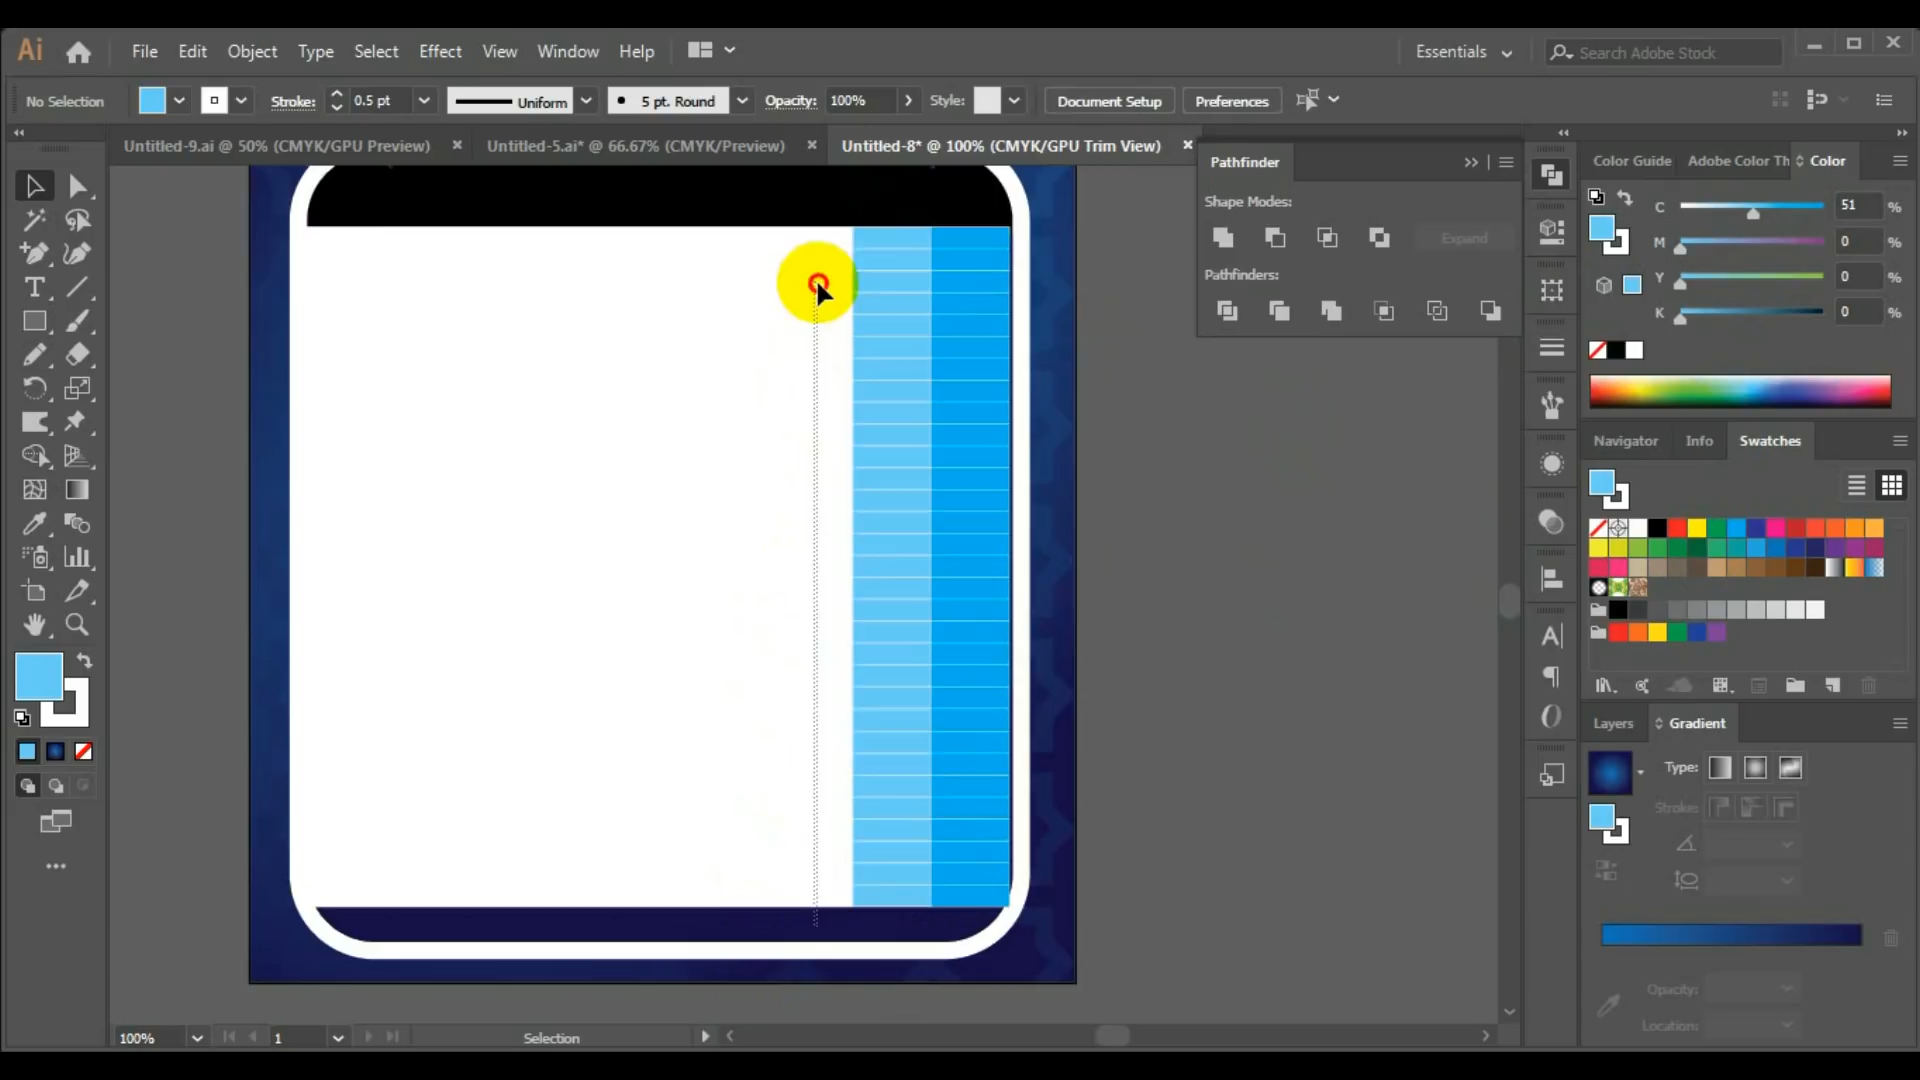 Ai File Edit Object Type Select Effect View Window Help Essentials Search Adobe Stock
No Selection Stroke: 0.5 pt Uniform 5 pt. Round Opacity: 100% Style: Document Setup Preferences
Untitled-9.ai @ 50% (CMYK/GPU Preview) Untitled-5.ai* @ 66.67% (CMYK/Preview) Untitled-8* @ 100% (CMYK/GPU Trim View)
Pathfinder
Shape Modes:
Expand
Pathfinders:
Color Guide Adobe Color Th Color
C 51 %
M 0 %
Y 0 %
K 0 %
Navigator Info Swatches
Layers Gradient
Type:
Stroke:
Opacity:
Location:
100% 1 Selection